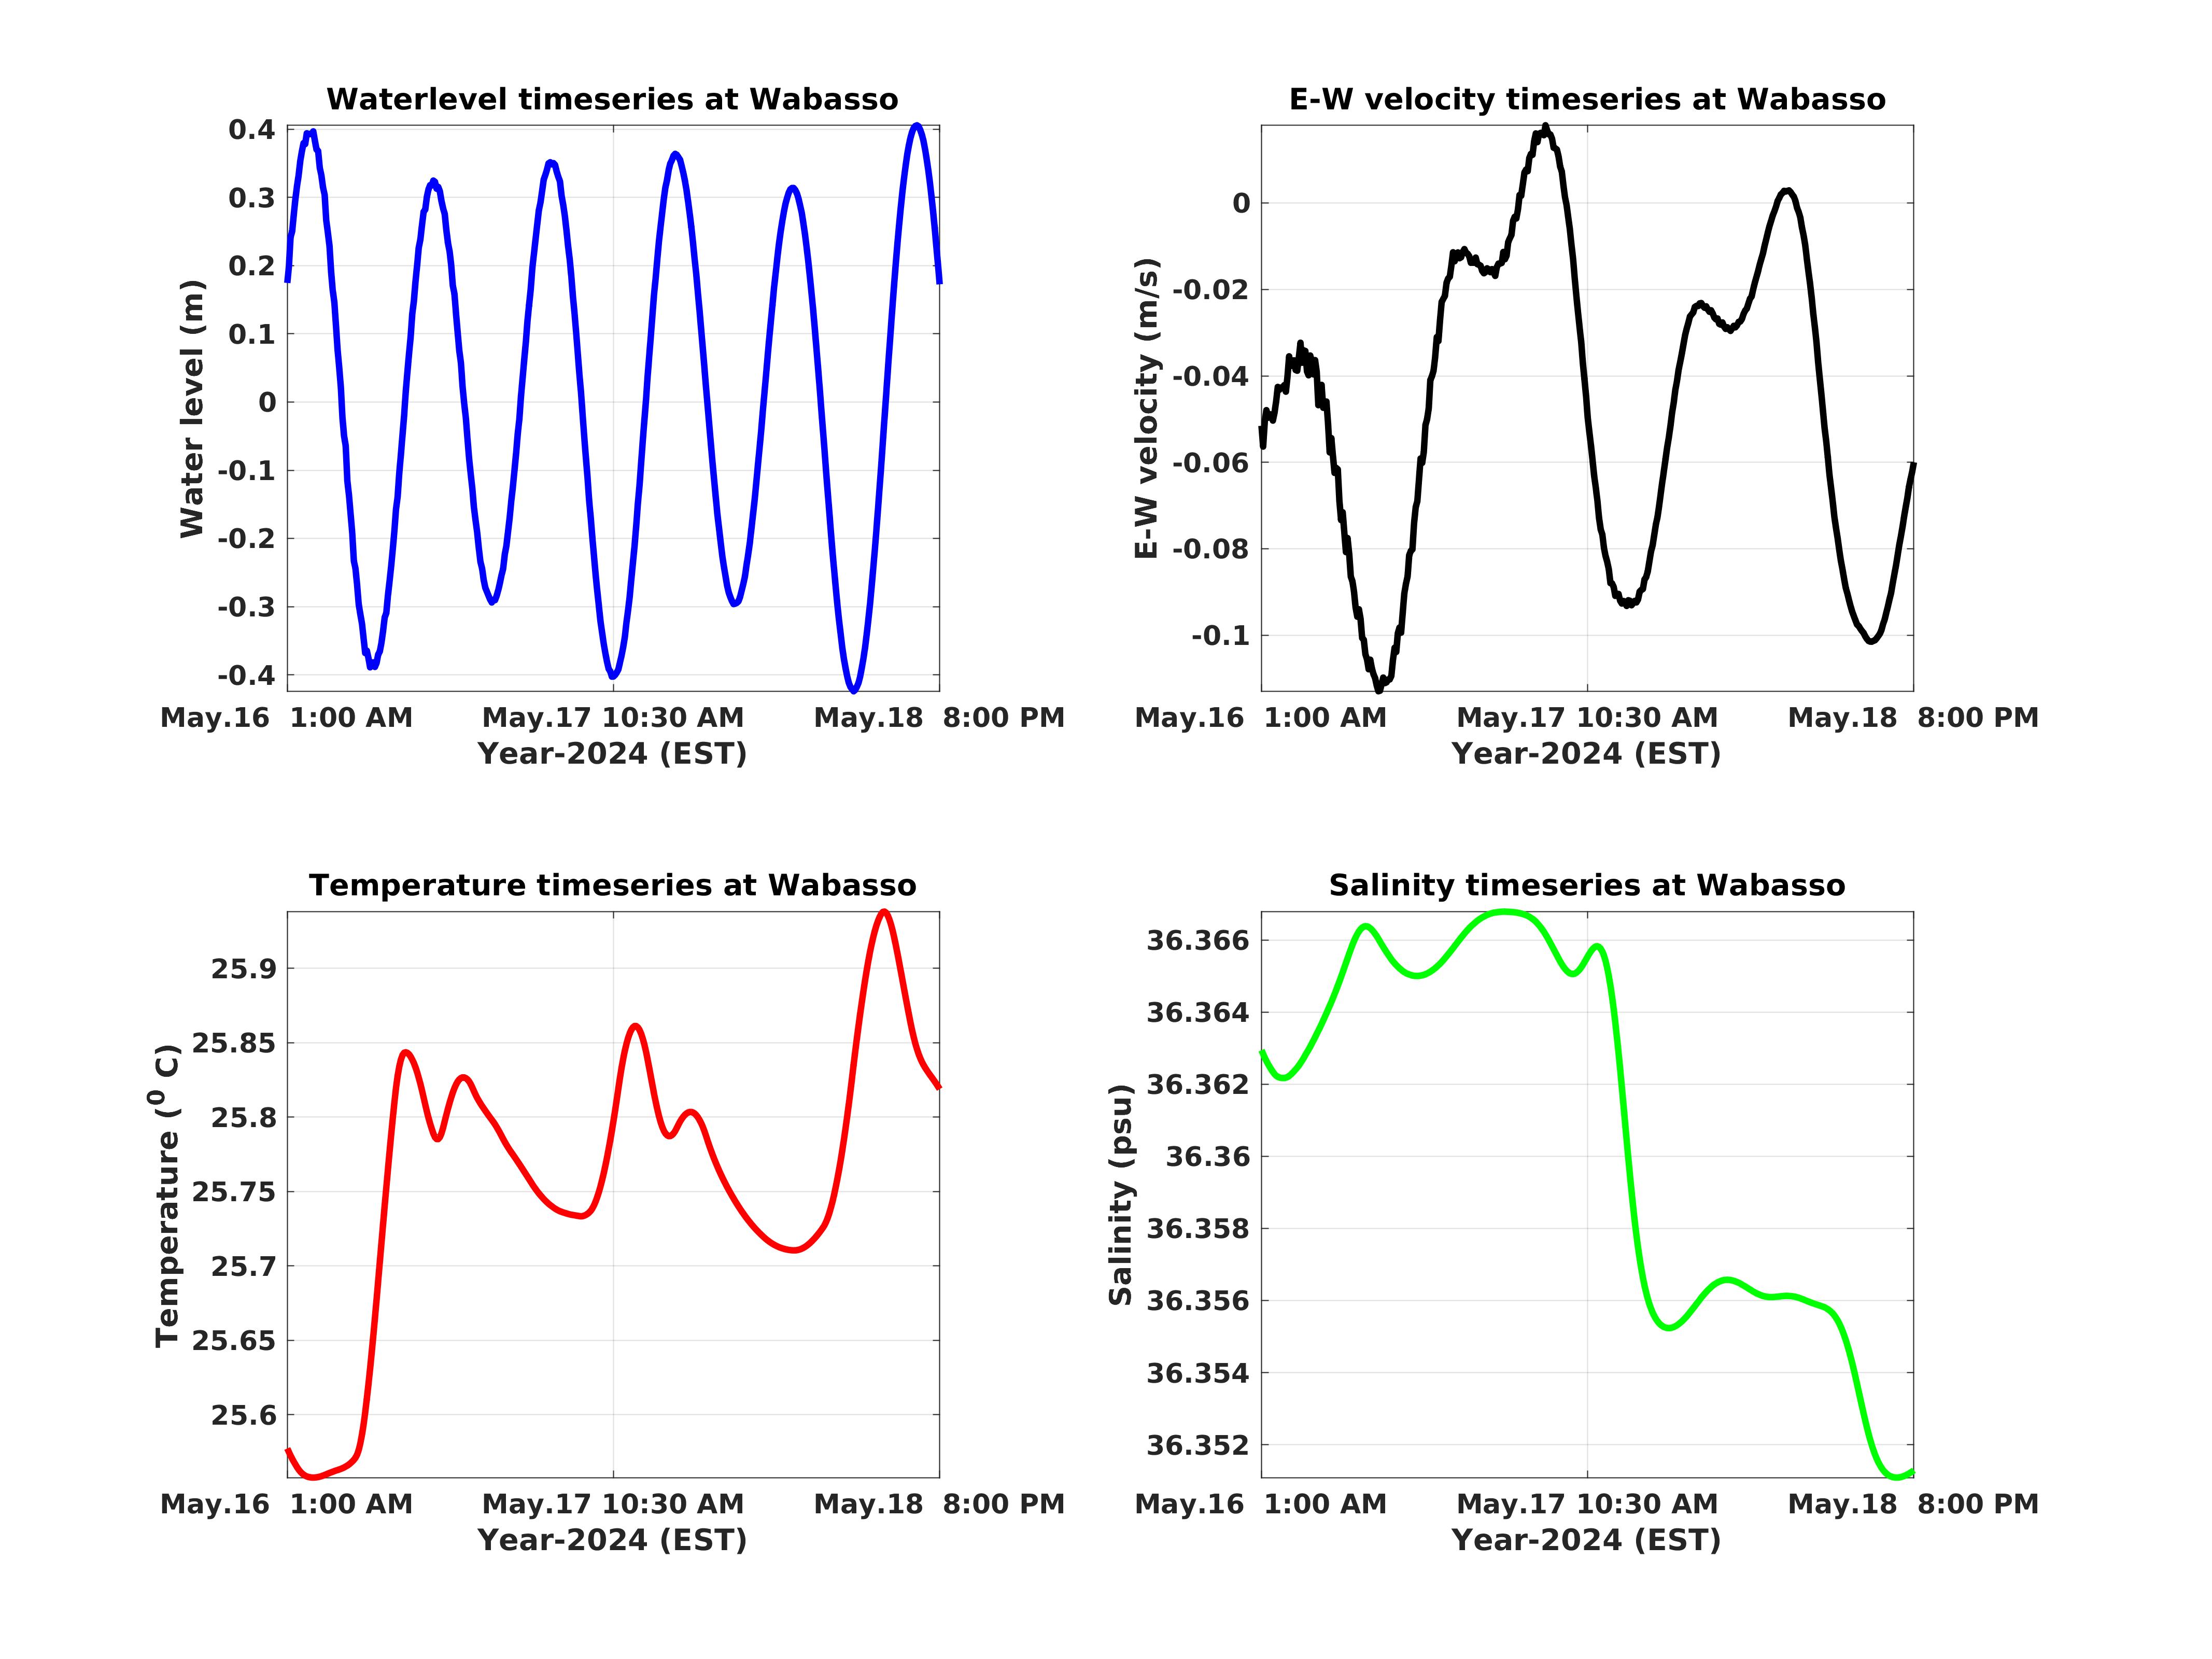 Waterlevel timeseries at Wabasso
0.4
0.3
0.2
0.1
0
-0.1
-0.2
-0.3
-0.4
Water level (m)
May.16 1:00 AM May.17 10:30 AM May.18 8:00 PM
Year-2024 (EST)
E-W velocity timeseries at Wabasso
0
-0.02
-0.04
-0.06
-0.08
-0.1
E-W velocity (m/s)
May.16 1:00 AM May.17 10:30 AM May.18 8:00 PM
Year-2024 (EST)
Temperature timeseries at Wabasso
25.9
25.85
25.8
25.75
25.7
25.65
25.6
Temperature (⁰ C)
May.16 1:00 AM May.17 10:30 AM May.18 8:00 PM
Year-2024 (EST)
Salinity timeseries at Wabasso
36.366
36.364
36.362
36.36
36.358
36.356
36.354
36.352
Salinity (psu)
May.16 1:00 AM May.17 10:30 AM May.18 8:00 PM
Year-2024 (EST)